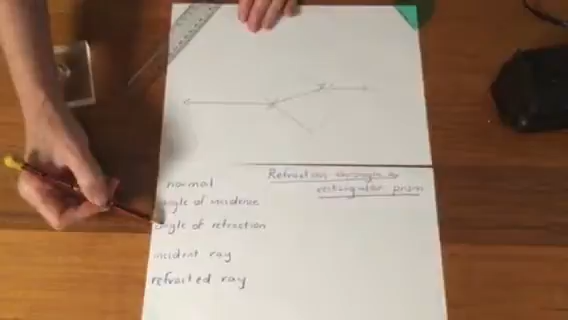 Refraction through a
rectangular prism
normal
angle of incidence
angle of refraction
incident ray
refracted ray